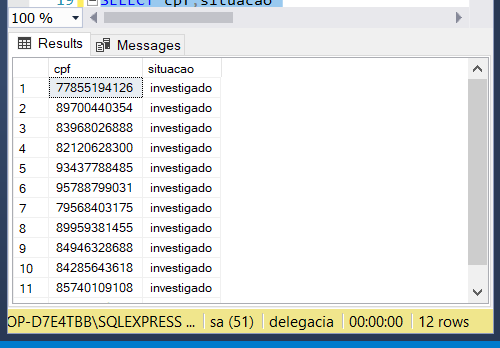 19 SELECT cpf,situacao
100 %
Results Messages
cpf situacao
1 77855194126 investigado
2 89700440354 investigado
3 83968026888 investigado
4 82120628300 investigado
5 93437788485 investigado
6 95788799031 investigado
7 79568403175 investigado
8 89959381455 investigado
9 84946328688 investigado
10 84285643618 investigado
11 85740109108 investigado
OP-D7E4TBB\SQLEXPRESS ... sa (51) delegacia 00:00:00 12 rows